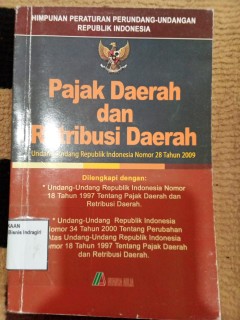 HIMPUNAN PERATURAN PERUNDANG-UNDANGAN
REPUBLIK INDONESIA
Pajak Daerah
dan
Retribusi Daerah
Undang-Undang Republik Indonesia Nomor 28 Tahun 2009
Dilengkapi dengan:
* Undang-Undang Republik Indonesia Nomor
18 Tahun 1997 Tentang Pajak Daerah dan
Retribusi Daerah.
* Undang-Undang Republik Indonesia
Nomor 34 Tahun 2000 Tentang Perubahan
Atas Undang-Undang Republik Indonesia
Nomor 18 Tahun 1997 Tentang Pajak Daerah
dan Retribusi Daerah.
KAAN
Bisnis Indragiri